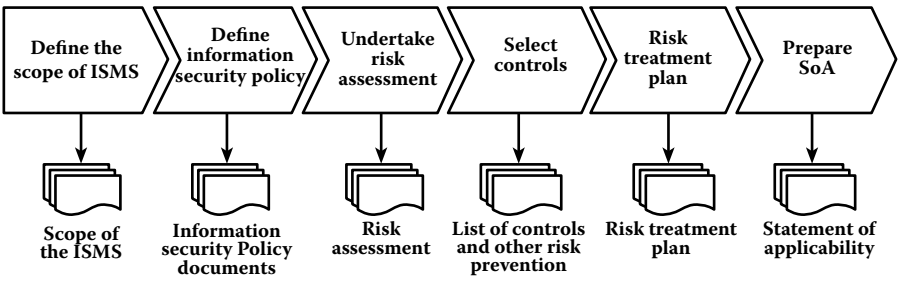 Define the
scope of ISMS
Define
information
security policy
Undertake
risk
assessment
Select
controls
Risk
treatment
plan
Prepare
SoA
Scope of
the ISMS
Information
security Policy
documents
Risk
assessment
List of controls
and other risk
prevention
Risk treatment
plan
Statement of
applicability